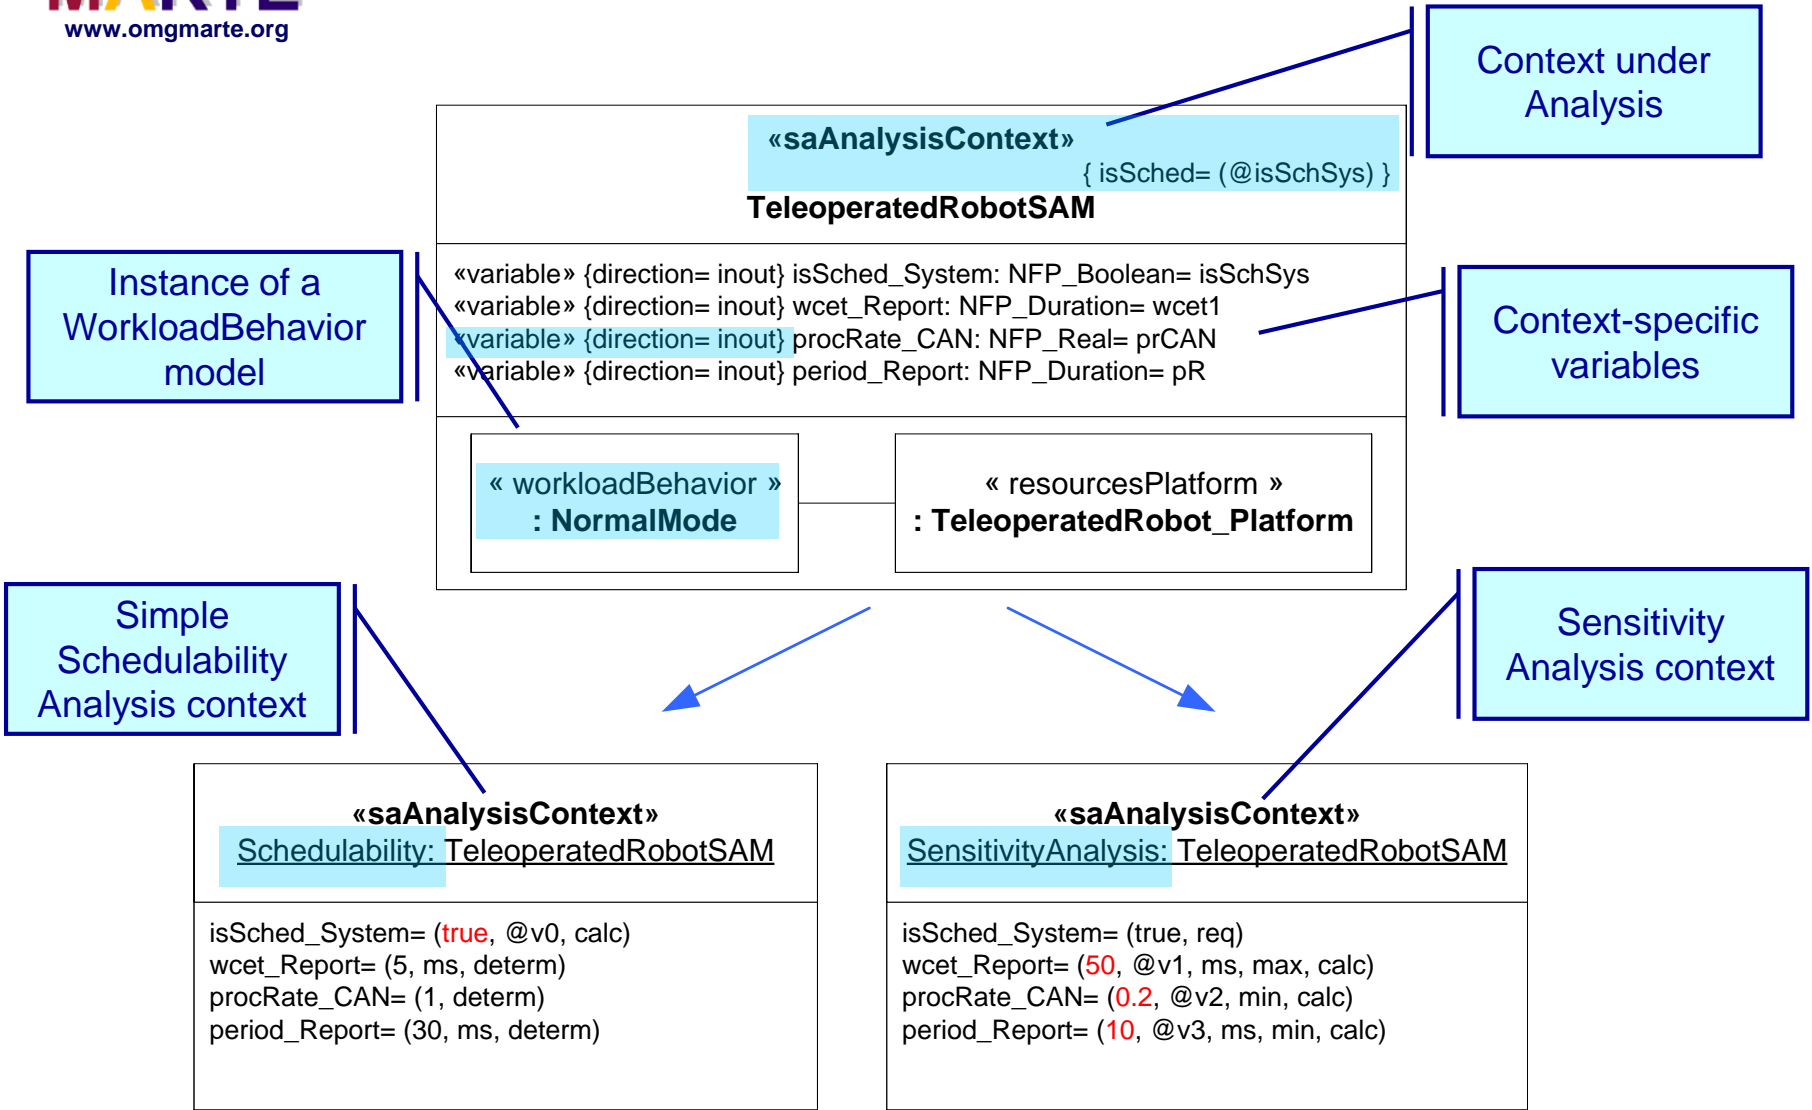 MARTE
www.omgmarte.org
Context under
Analysis
«saAnalysisContext»
{ isSched= (@isSchSys) }
TeleoperatedRobotSAM
Instance of a
WorkloadBehavior
model
«variable» {direction= inout} isSched_System: NFP_Boolean= isSchSys
«variable» {direction= inout} wcet_Report: NFP_Duration= wcet1
«variable» {direction= inout} procRate_CAN: NFP_Real= prCAN
«variable» {direction= inout} period_Report: NFP_Duration= pR
Context-specific
variables
« workloadBehavior »
: NormalMode
« resourcesPlatform »
: TeleoperatedRobot_Platform
Simple
Schedulability
Analysis context
Sensitivity
Analysis context
«saAnalysisContext»
Schedulability: TeleoperatedRobotSAM
isSched_System= (true, @v0, calc)
wcet_Report= (5, ms, determ)
procRate_CAN= (1, determ)
period_Report= (30, ms, determ)
«saAnalysisContext»
SensitivityAnalysis: TeleoperatedRobotSAM
isSched_System= (true, req)
wcet_Report= (50, @v1, ms, max, calc)
procRate_CAN= (0.2, @v2, min, calc)
period_Report= (10, @v3, ms, min, calc)